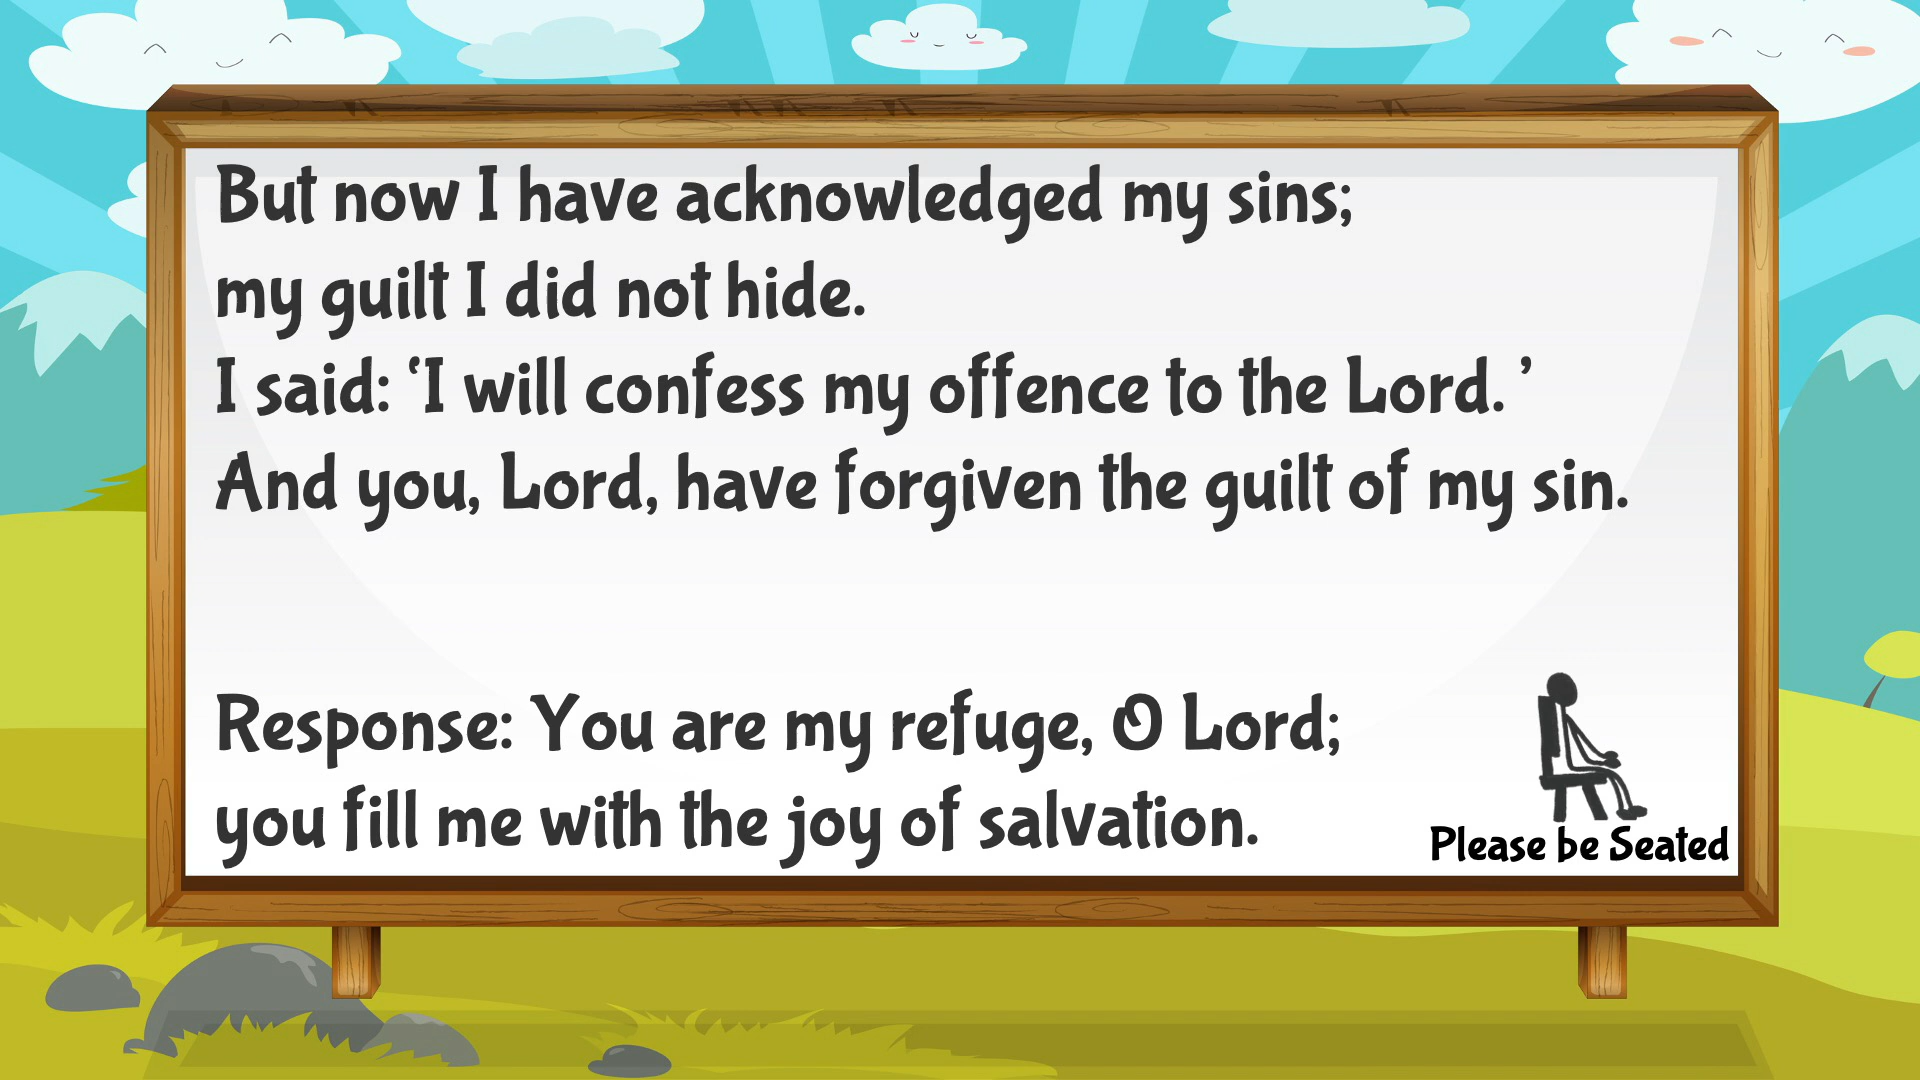 But now I have acknowledged my sins;
my guilt I did not hide.
I said: ‘I will confess my offence to the Lord. ’
And you, Lord, have forgiven the guilt of my sin.
Response: You are my refuge, O Lord;
you fill me with the joy of salvation.
Please be Seated